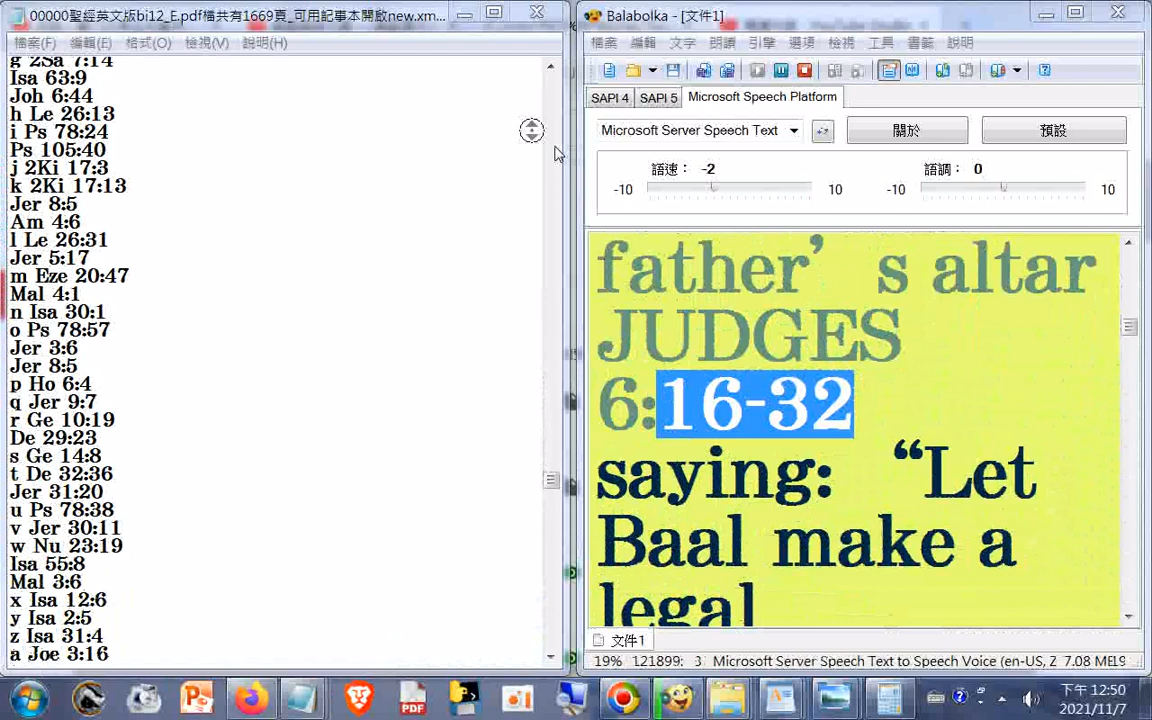 00000聖經英文版bi12_E.pdf檔共有1669頁_可用記事本開啟new.xm...
檔案(F) 編輯(E) 格式(O) 檢視(V) 說明(H)
g 2Sa 7:14
Isa 63:9
Joh 6:44
h Le 26:13
i Ps 78:24
Ps 105:40
j 2Ki 17:3
k 2Ki 17:13
Jer 8:5
Am 4:6
l Le 26:31
Jer 5:17
m Eze 20:47
Mal 4:1
n Isa 30:1
o Ps 78:57
Jer 3:6
Jer 8:5
p Ho 6:4
q Jer 9:7
r Ge 10:19
De 29:23
s Ge 14:8
t De 32:36
Jer 31:20
u Ps 78:38
v Jer 30:11
w Nu 23:19
Isa 55:8
Mal 3:6
x Isa 12:6
y Isa 2:5
z Isa 31:4
a Joe 3:16
Balabolka - [文件1]
檔案 編輯 文字 朗讀 引擎 選項 檢視 工具 書籤 說明
SAPI 4 SAPI 5 Microsoft Speech Platform
Microsoft Server Speech Text 關於 預設
語速： -2 語調： 0
-10 10 -10 10
father’s altar
JUDGES
6:16-32
saying: “Let
Baal make a
legal
文件1
19% 121899: 3 Microsoft Server Speech Text to Speech Voice (en-US, Z 7.08 ME
PDF
下午 12:50
2021/11/7